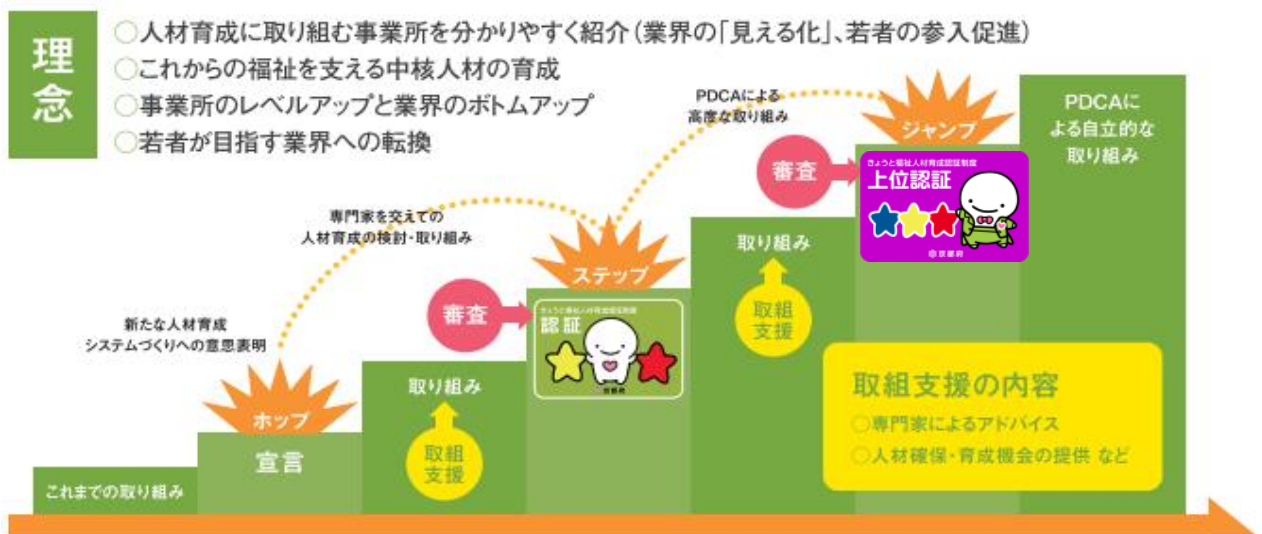 理念
○人材育成に取り組む事業所を分かりやすく紹介(業界の「見える化」、若者の参入促進)
○これからの福祉を支える中核人材の育成
○事業所のレベルアップと業界のボトムアップ
○若者が目指す業界への転換
これまでの取り組み
新たな人材育成
システムづくりへの意思表明
ホップ
宣言
取り組み
取組
支援
専門家を交えての
人材育成の検討・取り組み
審査
ステップ
きょうと福祉人材育成認証制度
認証
京都府
取り組み
取組
支援
PDCAによる
高度な取り組み
審査
ジャンプ
きょうと福祉人材育成認証制度
上位認証
京都府
PDCAに
よる自立的な
取り組み
取組支援の内容
○専門家によるアドバイス
○人材確保・育成機会の提供 など